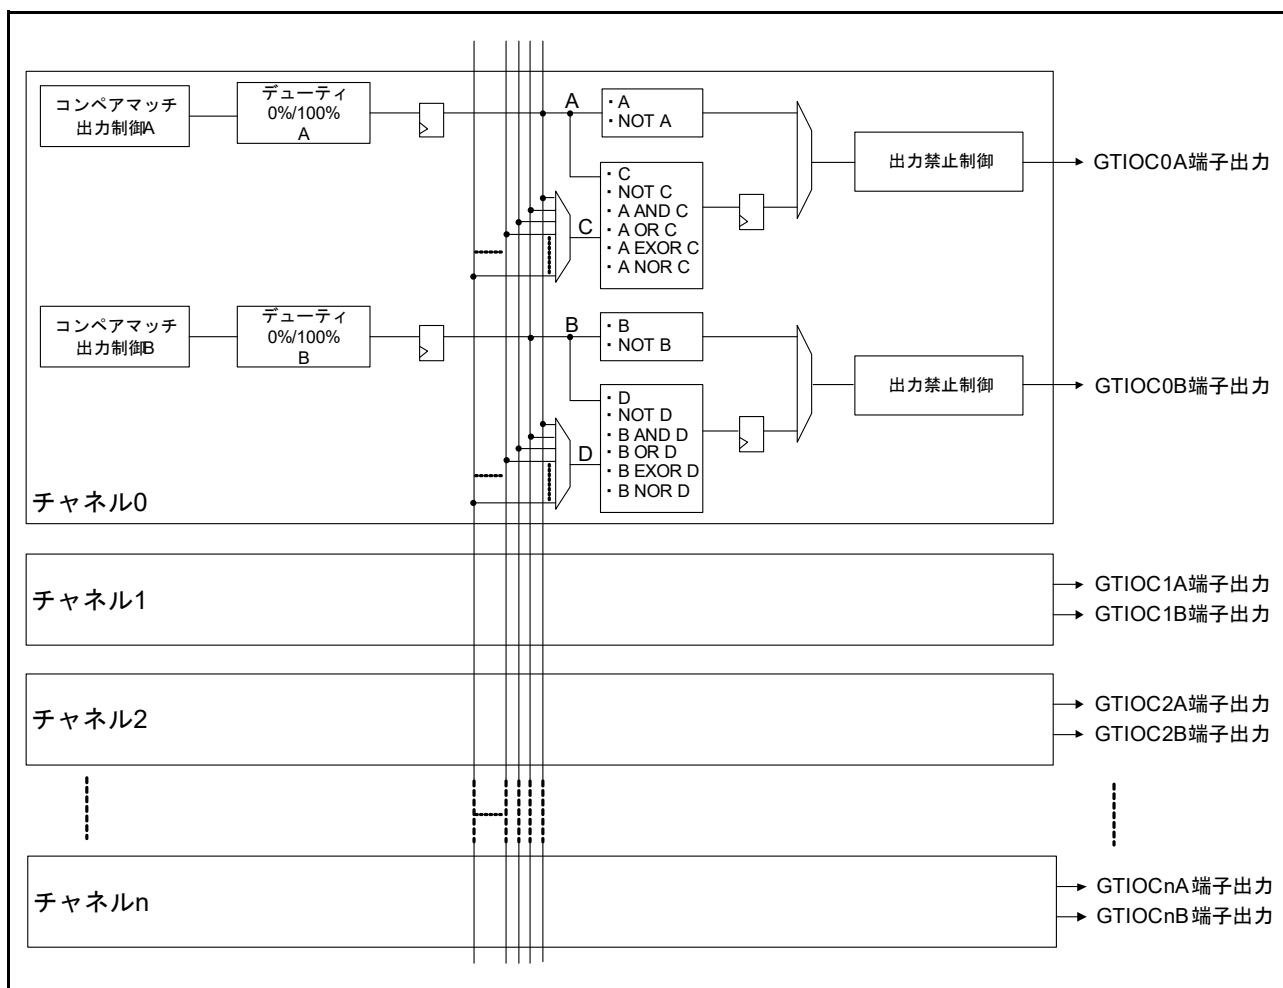 コンペアマッチ
出力制御A
デューティ
0%/100%
A
A
・A
・NOT A
出力禁止制御
GTIOC0A端子出力
C
・C
・NOT C
・A AND C
・A OR C
・A EXOR C
・A NOR C
コンペアマッチ
出力制御B
デューティ
0%/100%
B
B
・B
・NOT B
出力禁止制御
GTIOC0B端子出力
D
・D
・NOT D
・B AND D
・B OR D
・B EXOR D
・B NOR D
チャネル0
チャネル1
GTIOC1A端子出力
GTIOC1B端子出力
チャネル2
GTIOC2A端子出力
GTIOC2B端子出力
チャネルn
GTIOCnA端子出力
GTIOCnB端子出力